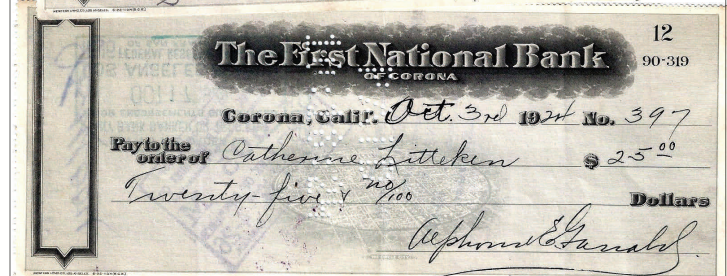 12
The First National Bank 90-319
OF CORONA
Corona, Calif. Oct. 3rd 1924 No. 397
Pay to the order of Catherine Litteken $ 25 00
Twenty-five & no/100 Dollars
Alphonse E